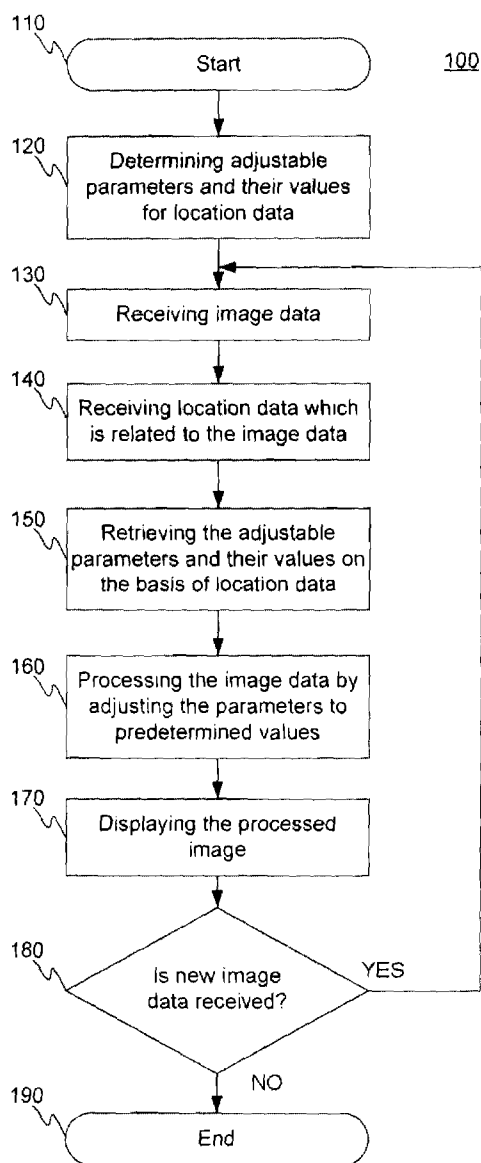 110
Start
100
120
Determining adjustable
parameters and their values
for location data
130
Receiving image data
140
Receiving location data which
is related to the image data
150
Retrieving the adjustable
parameters and their values on
the basis of location data
160
Processing the image data by
adjusting the parameters to
predetermined values
170
Displaying the processed
image
180
Is new image
data received?
YES
NO
190
End